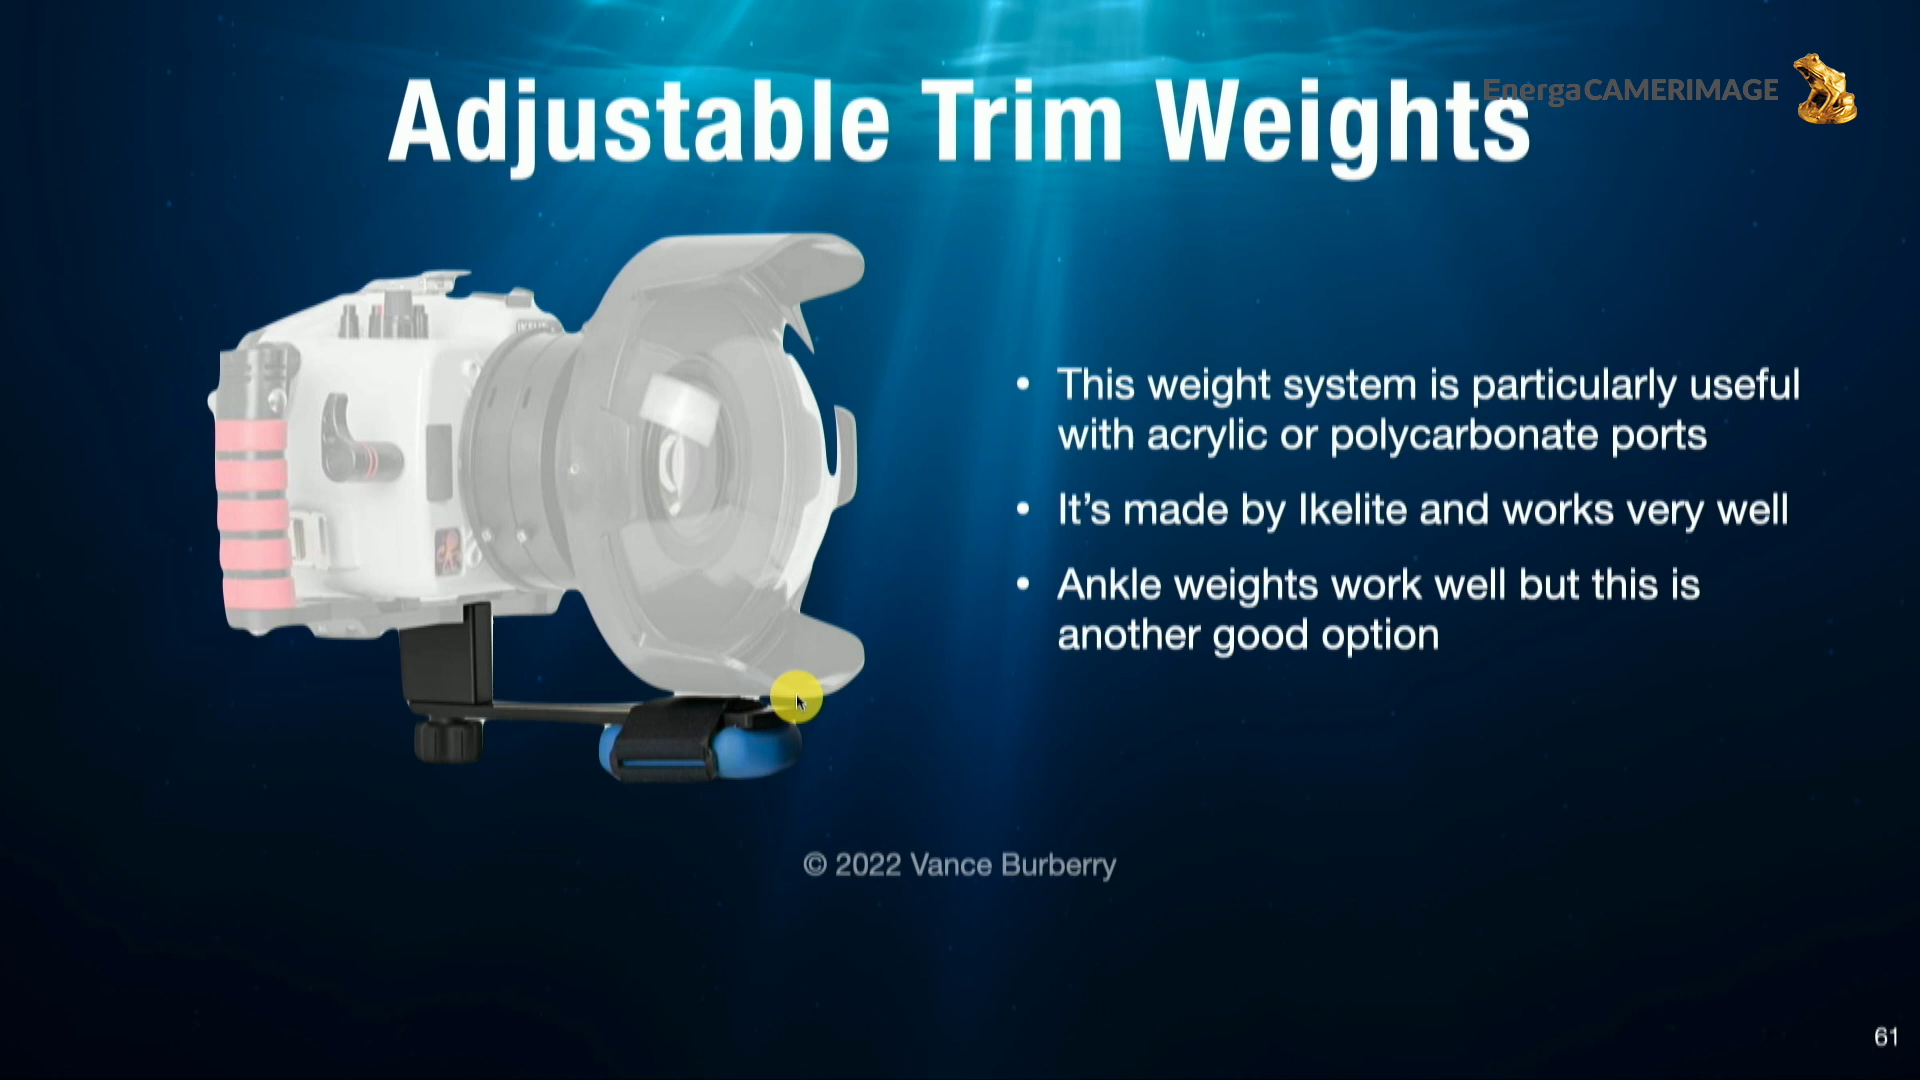 EnergaCAMERIMAGE
Adjustable Trim Weights
• This weight system is particularly useful
with acrylic or polycarbonate ports
• It’s made by Ikelite and works very well
• Ankle weights work well but this is
another good option
© 2022 Vance Burberry
61